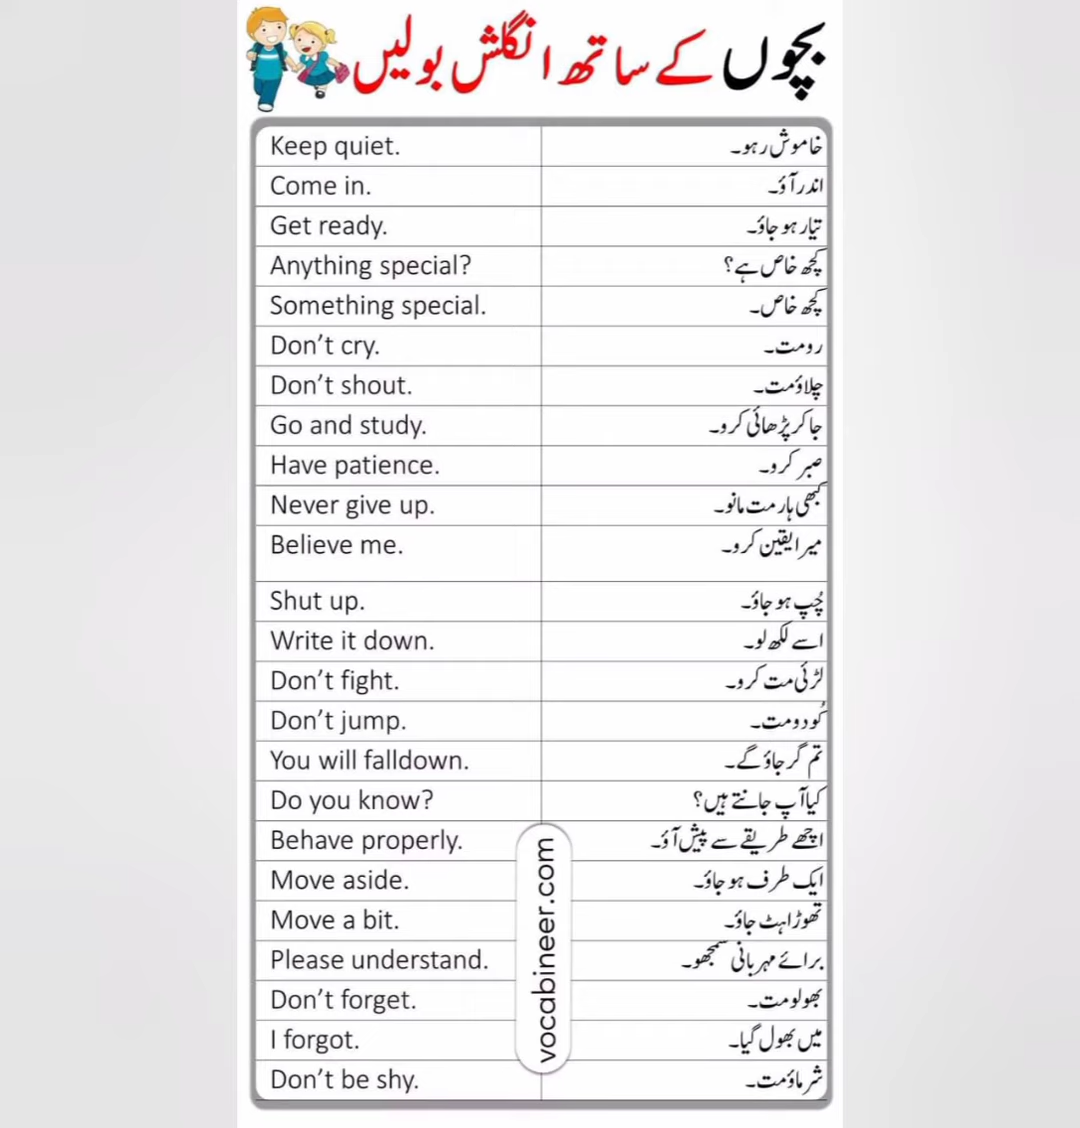 بچوں کے ساتھ انگلش بولیں
Keep quiet. خاموش رہو۔
Come in. اندر آؤ۔
Get ready. تیار ہو جاؤ۔
Anything special? کچھ خاص ہے؟
Something special. کچھ خاص۔
Don’t cry. رو مت۔
Don’t shout. چلاؤ مت۔
Go and study. جا کر پڑھائی کرو۔
Have patience. صبر کرو۔
Never give up. کبھی ہار مت مانو۔
Believe me. میرا یقین کرو۔
Shut up. چُپ ہو جاؤ۔
Write it down. اسے لکھ لو۔
Don’t fight. لڑئی مت کرو۔
Don’t jump. کُودو مت۔
You will falldown. تم گر جاؤ گے۔
Do you know? کیا آپ جانتے ہیں؟
Behave properly. اچھے طریقے سے پیش آؤ۔
Move aside. ایک طرف ہو جاؤ۔
Move a bit. تھوڑا ہٹ جاؤ۔
Please understand. برائے مہربانی سمجھو۔
Don’t forget. بھولو مت۔
I forgot. میں بھول گیا۔
Don’t be shy. شرماؤ مت۔
vocabineer.com